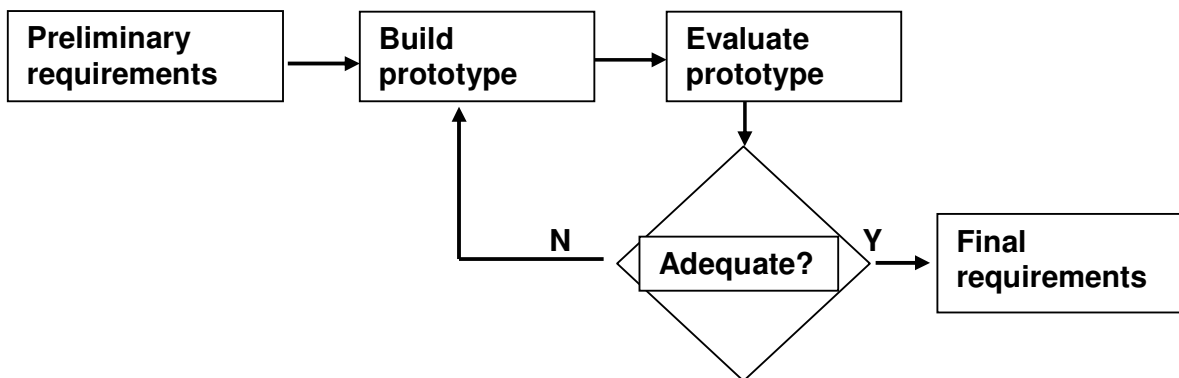 Preliminary
requirements
Build
prototype
Evaluate
prototype
N
Adequate?
Y
Final
requirements